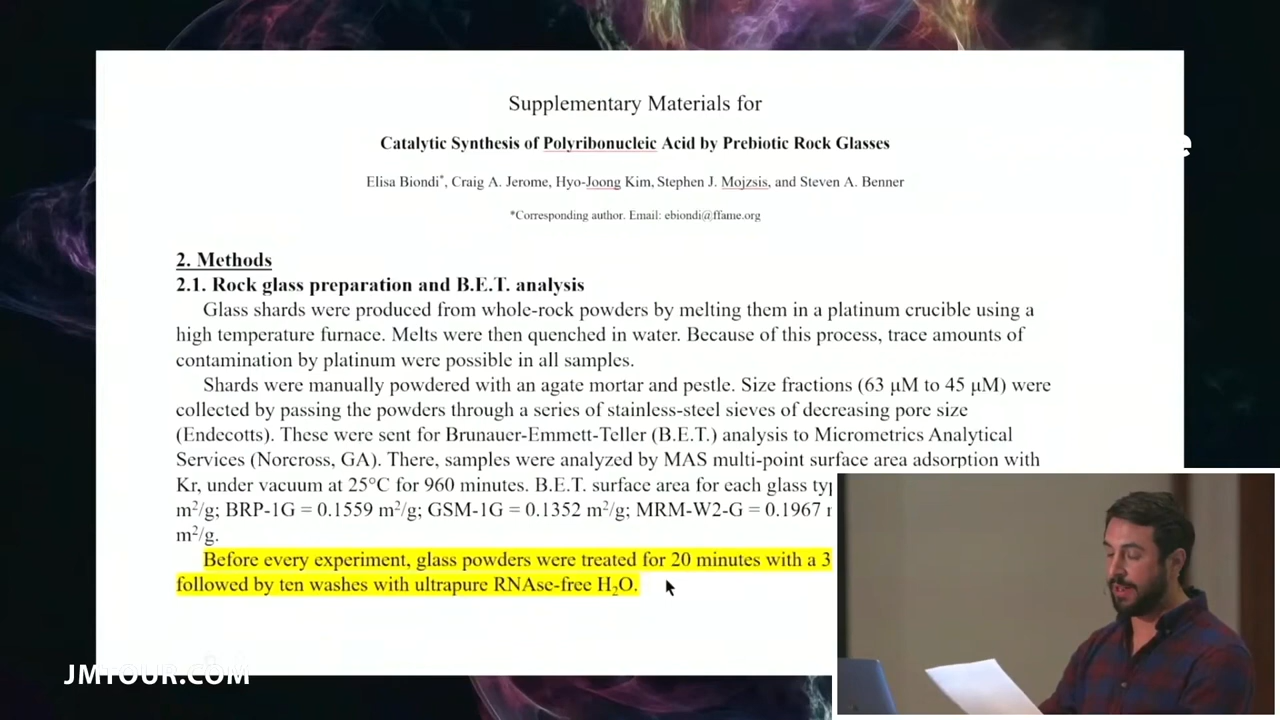 Supplementary Materials for
Catalytic Synthesis of Polyribonucleic Acid by Prebiotic Rock Glasses
Elisa Biondi*, Craig A. Jerome, Hyo-Joong Kim, Stephen J. Mojzsis, and Steven A. Benner
*Corresponding author. Email: ebiondi@ffame.org
2. Methods
2.1. Rock glass preparation and B.E.T. analysis
Glass shards were produced from whole-rock powders by melting them in a platinum crucible using a
high temperature furnace. Melts were then quenched in water. Because of this process, trace amounts of
contamination by platinum were possible in all samples.
Shards were manually powdered with an agate mortar and pestle. Size fractions (63 µM to 45 µM) were
collected by passing the powders through a series of stainless-steel sieves of decreasing pore size
(Endecotts). These were sent for Brunauer-Emmett-Teller (B.E.T.) analysis to Micrometrics Analytical
Services (Norcross, GA). There, samples were analyzed by MAS multi-point surface area adsorption with
Kr, under vacuum at 25°C for 960 minutes. B.E.T. surface area for each glass
m²/g; BRP-1G = 0.1559 m²/g; GSM-1G = 0.1352 m²/g; MRM-W2-G = 0.1967
m²/g.
Before every experiment, glass powders were treated for 20 minutes with a 3
followed by ten washes with ultrapure RNAse-free H₂O.
JMTOUR.COM